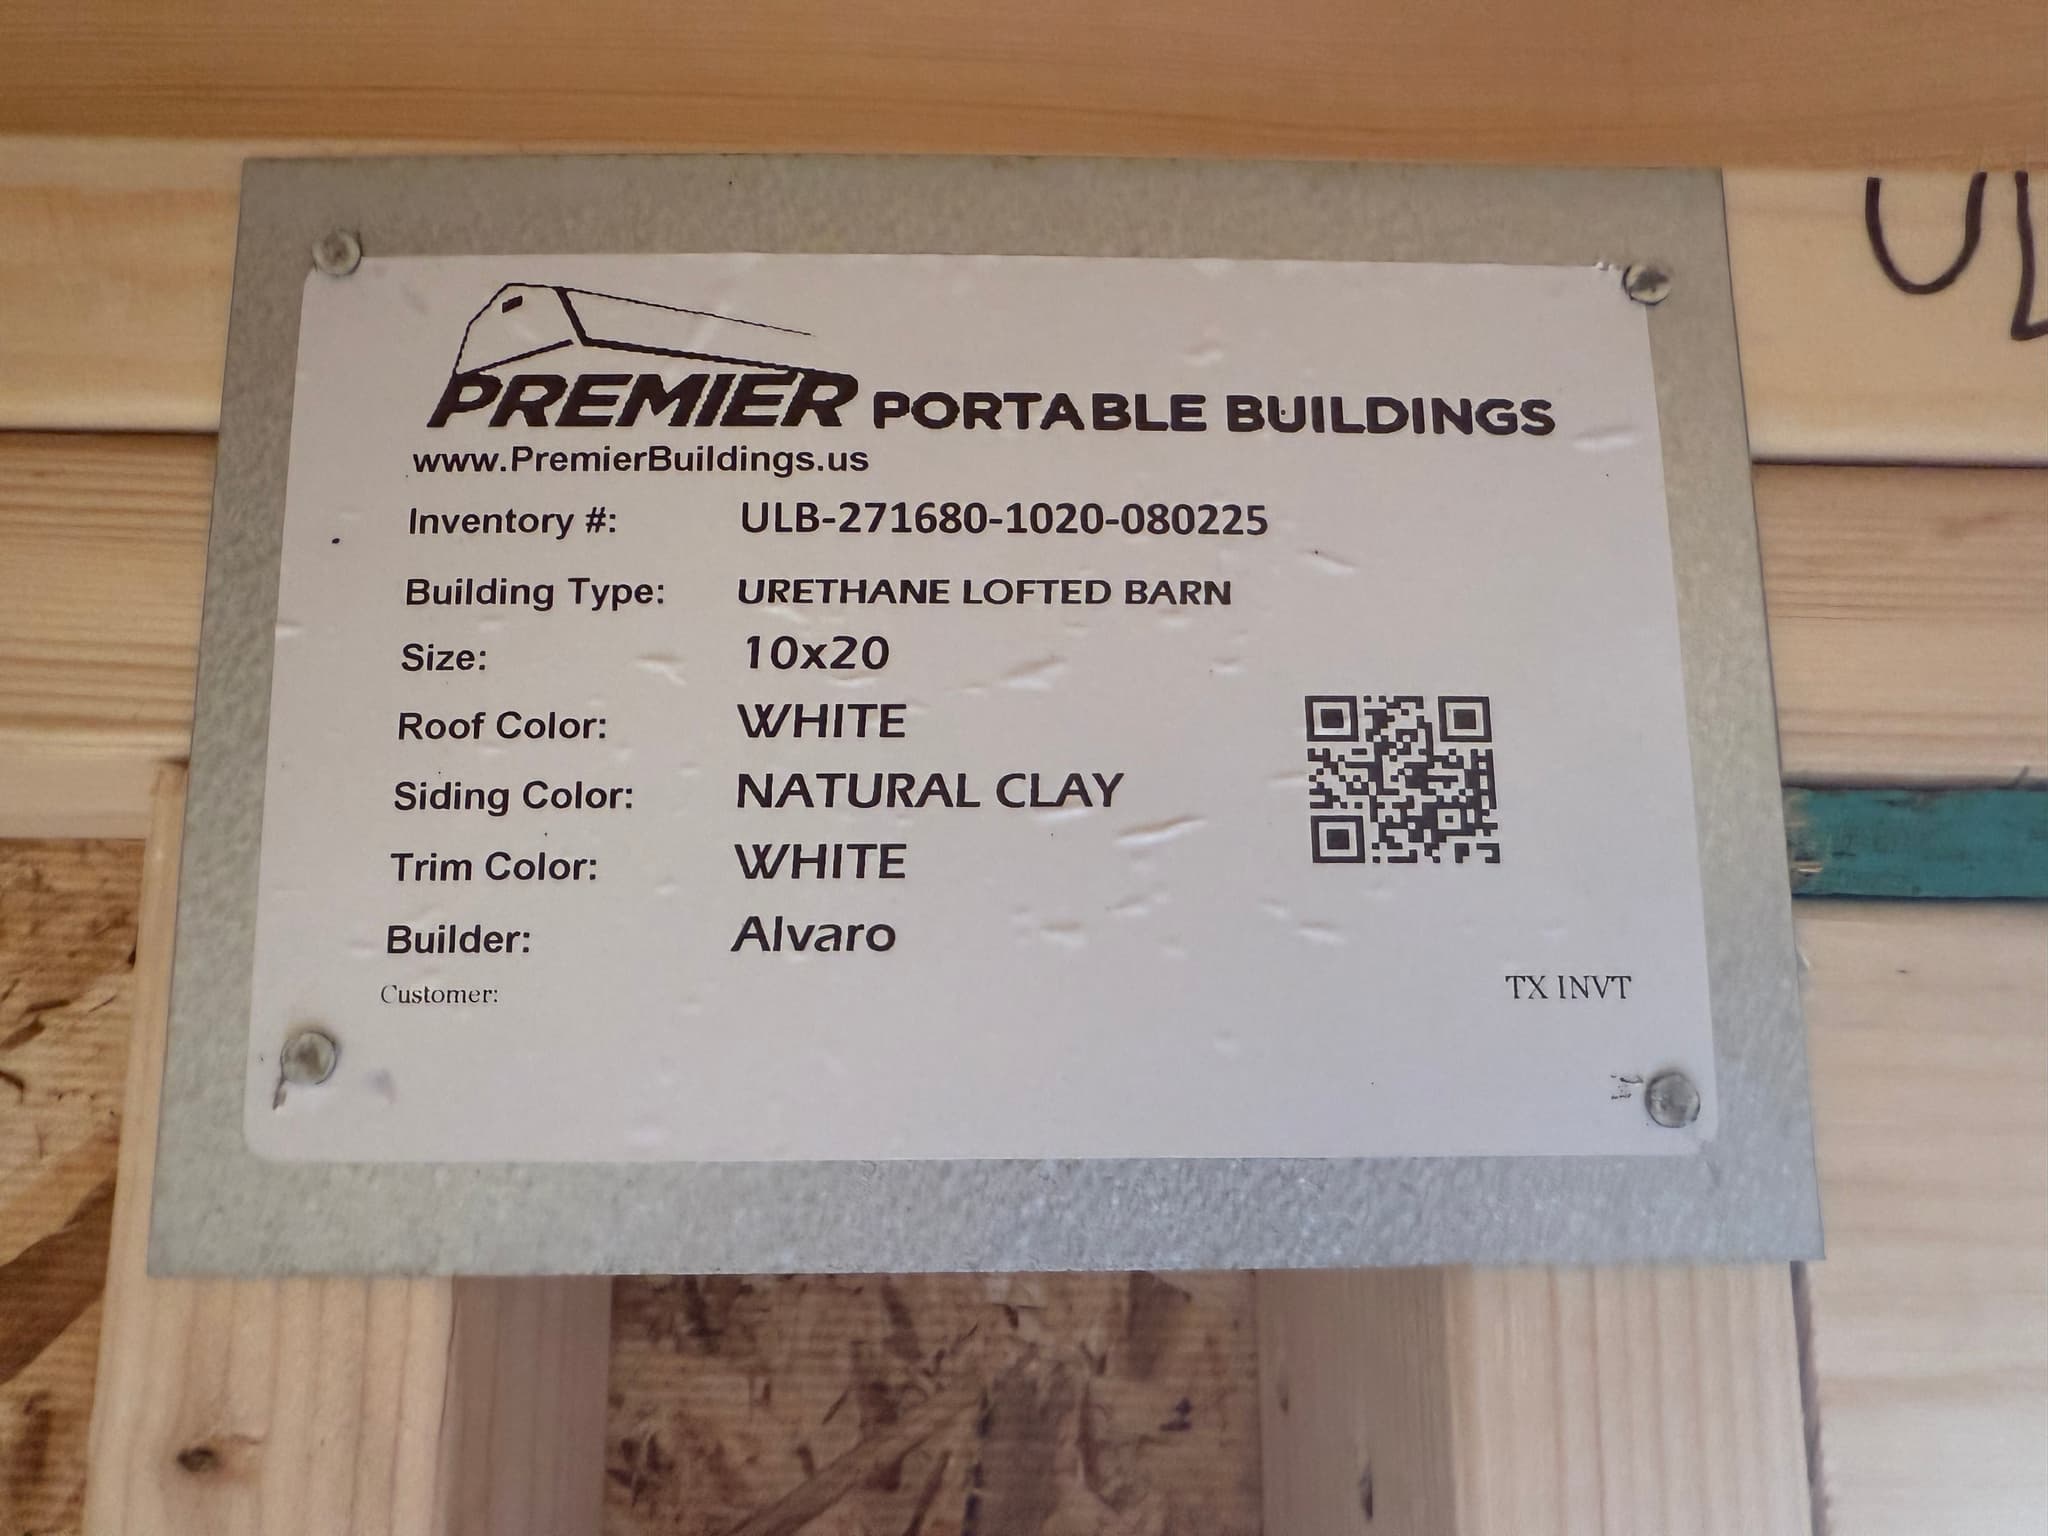 PREMIER PORTABLE BUILDINGS
www.PremierBuildings.us
Inventory #: ULB-271680-1020-080225
Building Type: URETHANE LOFTED BARN
Size: 10x20
Roof Color: WHITE
Siding Color: NATURAL CLAY
Trim Color: WHITE
Builder: Alvaro
Customer:
TX INVT
UL